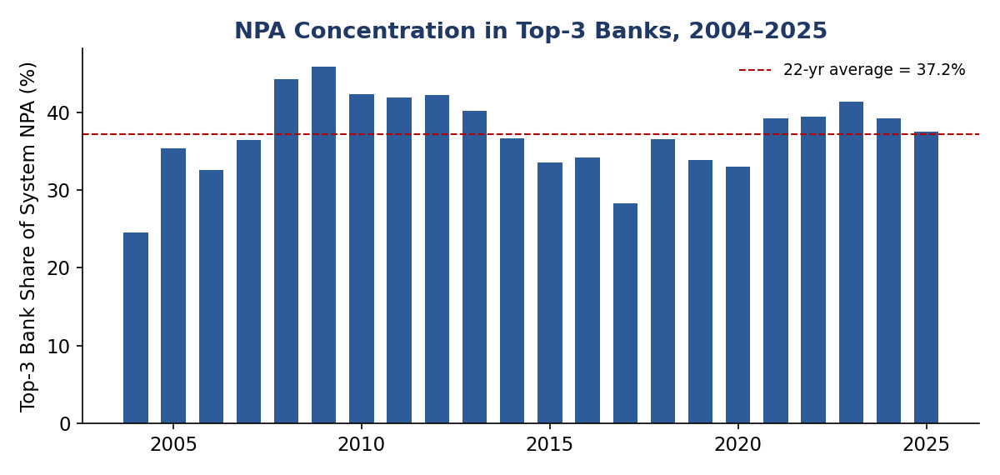 NPA Concentration in Top-3 Banks, 2004–2025
22-yr average = 37.2%
Top-3 Bank Share of System NPA (%)
40
30
20
10
0
2005 2010 2015 2020 2025